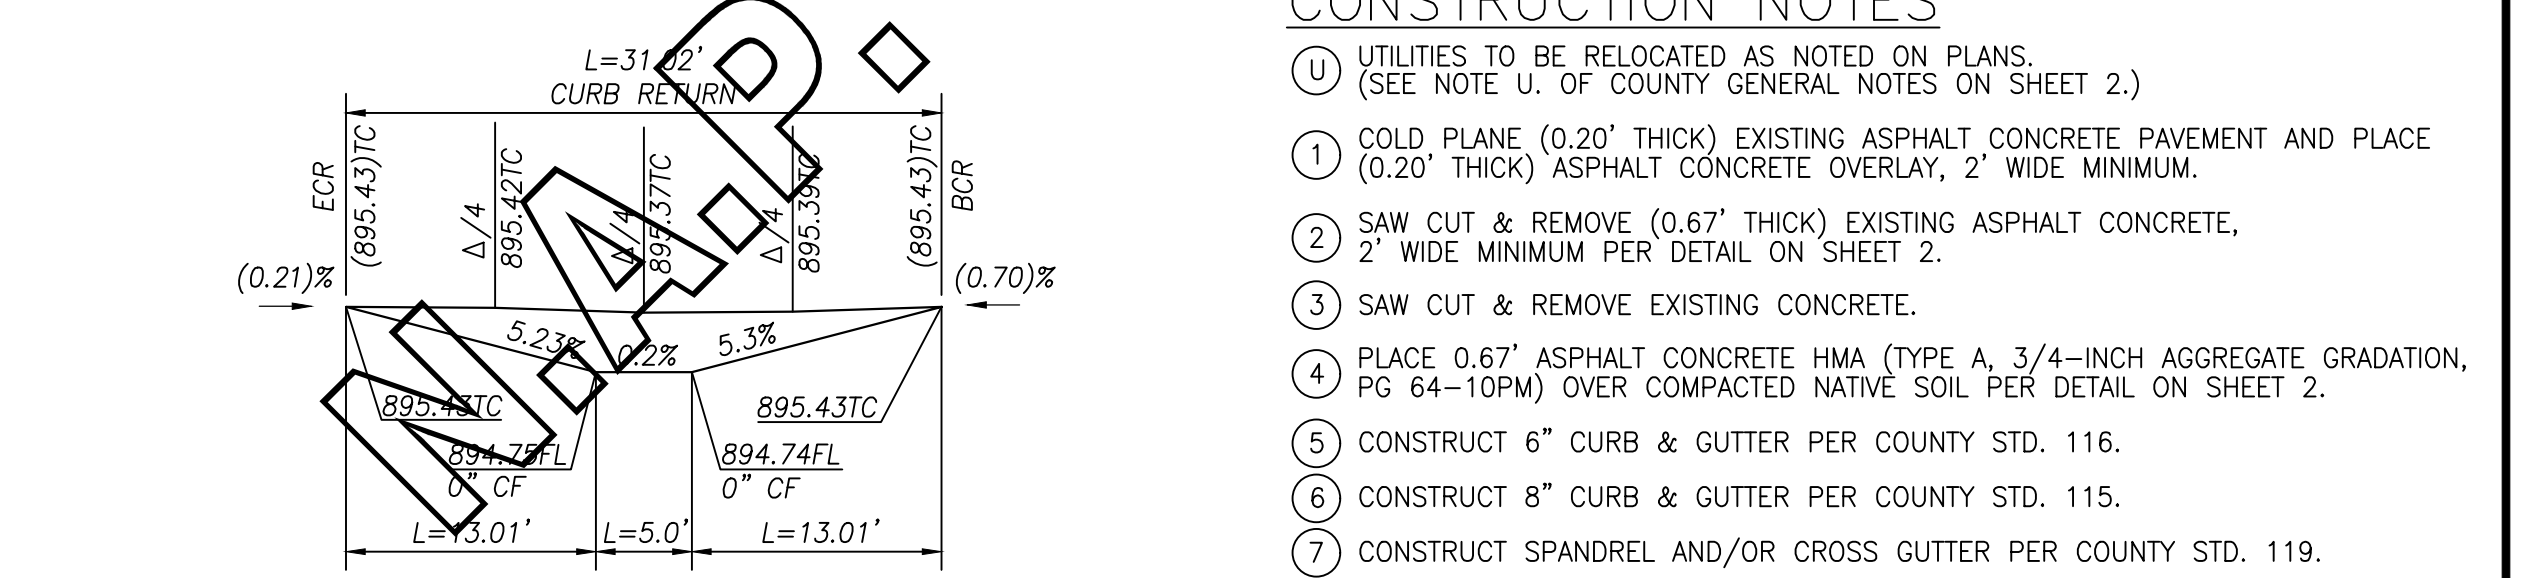 L=31.02'
CURB RETURN
ECR
(895.43)TC
Δ/4
895.42TC
Δ/4
895.37TC
Δ/4
895.39TC
(895.43)TC
BCR
(0.21)%
(0.70)%
5.23%
0.2%
5.3%
895.43TC
895.43TC
894.75FL
0" CF
894.74FL
0" CF
L=13.01'
L=5.0'
L=13.01'
N.A.P.
CONSTRUCTION NOTES
U UTILITIES TO BE RELOCATED AS NOTED ON PLANS.
(SEE NOTE U. OF COUNTY GENERAL NOTES ON SHEET 2.)
1 COLD PLANE (0.20' THICK) EXISTING ASPHALT CONCRETE PAVEMENT AND PLACE
(0.20' THICK) ASPHALT CONCRETE OVERLAY, 2' WIDE MINIMUM.
2 SAW CUT & REMOVE (0.67' THICK) EXISTING ASPHALT CONCRETE,
2' WIDE MINIMUM PER DETAIL ON SHEET 2.
3 SAW CUT & REMOVE EXISTING CONCRETE.
4 PLACE 0.67' ASPHALT CONCRETE HMA (TYPE A, 3/4-INCH AGGREGATE GRADATION,
PG 64-10PM) OVER COMPACTED NATIVE SOIL PER DETAIL ON SHEET 2.
5 CONSTRUCT 6" CURB & GUTTER PER COUNTY STD. 116.
6 CONSTRUCT 8" CURB & GUTTER PER COUNTY STD. 115.
7 CONSTRUCT SPANDREL AND/OR CROSS GUTTER PER COUNTY STD. 119.